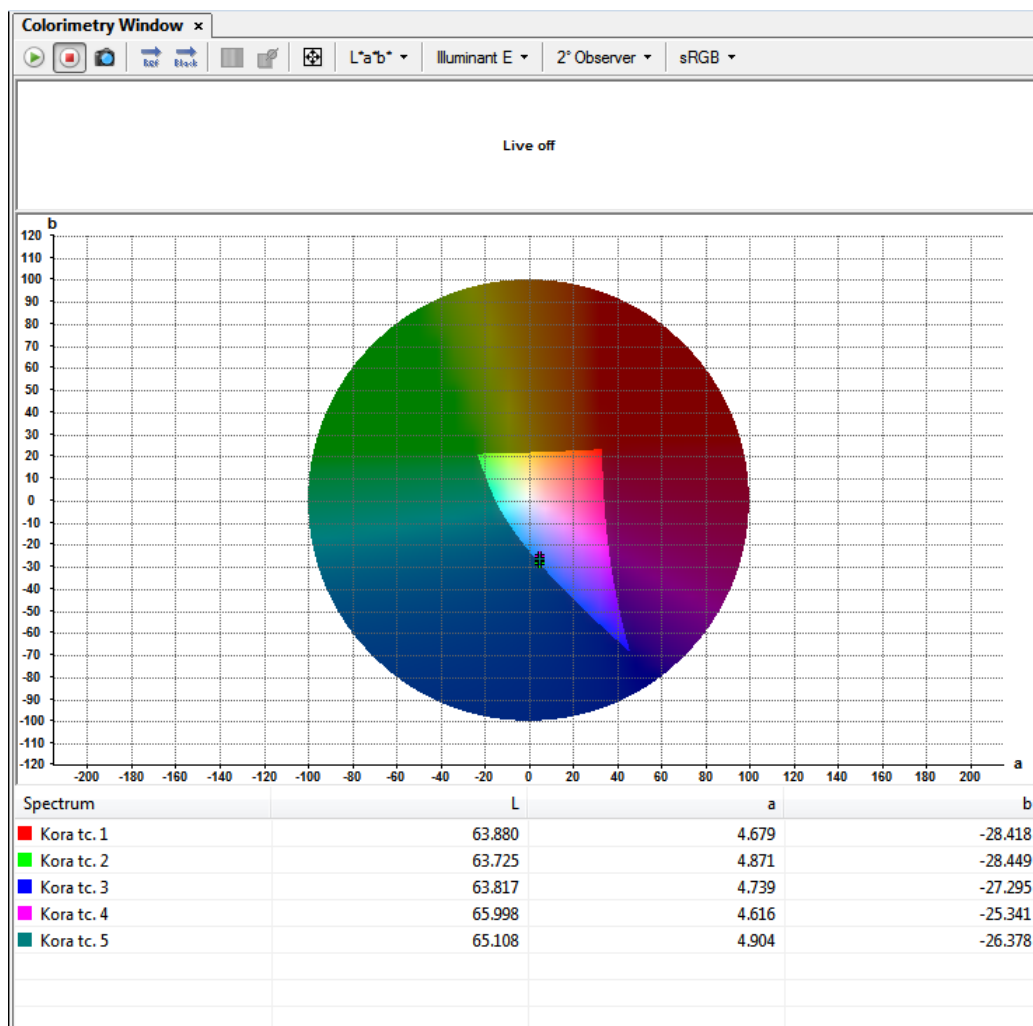 Colorimetry Window ×
Ref Black L*a*b* Illuminant E 2° Observer sRGB
Live off
b
120
110
100
90
80
70
60
50
40
30
20
10
0
-10
-20
-30
-40
-50
-60
-70
-80
-90
-100
-110
-120
a
-200 -180 -160 -140 -120 -100 -80 -60 -40 -20 0 20 40 60 80 100 120 140 160 180 200
Spectrum L a b
Kora tc. 1 63.880 4.679 -28.418
Kora tc. 2 63.725 4.871 -28.449
Kora tc. 3 63.817 4.739 -27.295
Kora tc. 4 65.998 4.616 -25.341
Kora tc. 5 65.108 4.904 -26.378